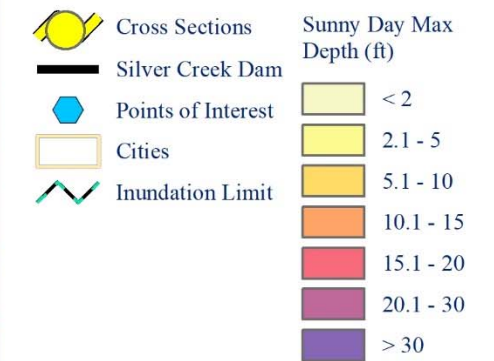 Cross Sections
Silver Creek Dam
Points of Interest
Cities
Inundation Limit
Sunny Day Max
Depth (ft)
< 2
2.1 - 5
5.1 - 10
10.1 - 15
15.1 - 20
20.1 - 30
> 30